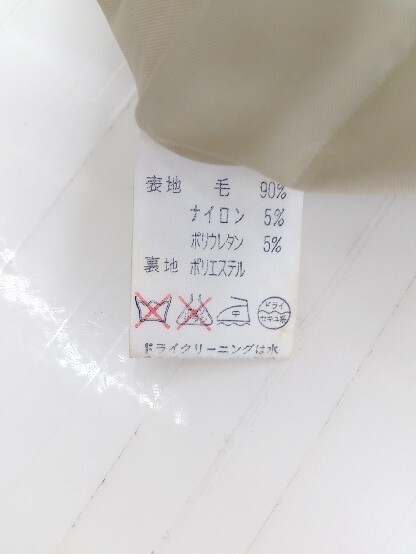 表地 毛 90%
ナイロン 5%
ポリウレタン 5%
裏地 ポリエステル
ドライ
セキユ系
ドライクリーニングは水